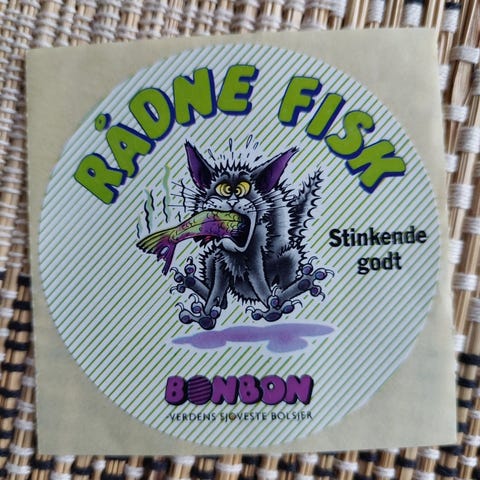 RÅDNE FISK
Stinkende
godt
BONBON
-VERDENS SJOVESTE BOLSJER